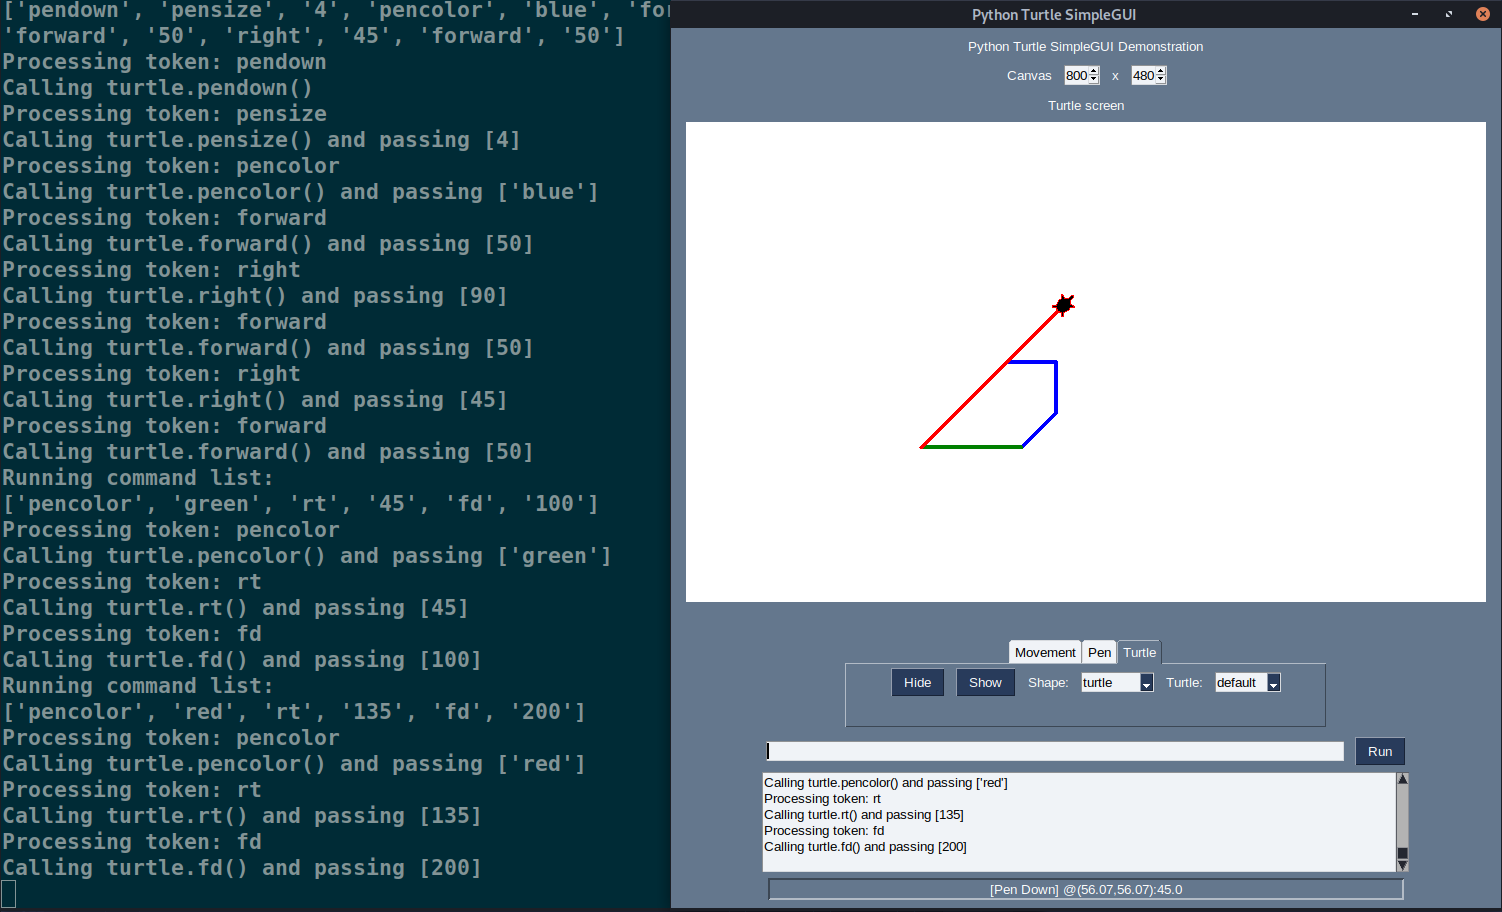 ['pendown', 'pensize', '4', 'pencolor', 'blue', 'for
'forward', '50', 'right', '45', 'forward', '50']
Processing token: pendown
Calling turtle.pendown()
Processing token: pensize
Calling turtle.pensize() and passing [4]
Processing token: pencolor
Calling turtle.pencolor() and passing ['blue']
Processing token: forward
Calling turtle.forward() and passing [50]
Processing token: right
Calling turtle.right() and passing [90]
Processing token: forward
Calling turtle.forward() and passing [50]
Processing token: right
Calling turtle.right() and passing [45]
Processing token: forward
Calling turtle.forward() and passing [50]
Running command list:
['pencolor', 'green', 'rt', '45', 'fd', '100']
Processing token: pencolor
Calling turtle.pencolor() and passing ['green']
Processing token: rt
Calling turtle.rt() and passing [45]
Processing token: fd
Calling turtle.fd() and passing [100]
Running command list:
['pencolor', 'red', 'rt', '135', 'fd', '200']
Processing token: pencolor
Calling turtle.pencolor() and passing ['red']
Processing token: rt
Calling turtle.rt() and passing [135]
Processing token: fd
Calling turtle.fd() and passing [200]
Python Turtle SimpleGUI
Python Turtle SimpleGUI Demonstration
Canvas 800 x 480
Turtle screen
Movement Pen Turtle
Hide Show Shape: turtle Turtle: default
Run
Calling turtle.pencolor() and passing ['red']
Processing token: rt
Calling turtle.rt() and passing [135]
Processing token: fd
Calling turtle.fd() and passing [200]
[Pen Down] @(56.07,56.07):45.0